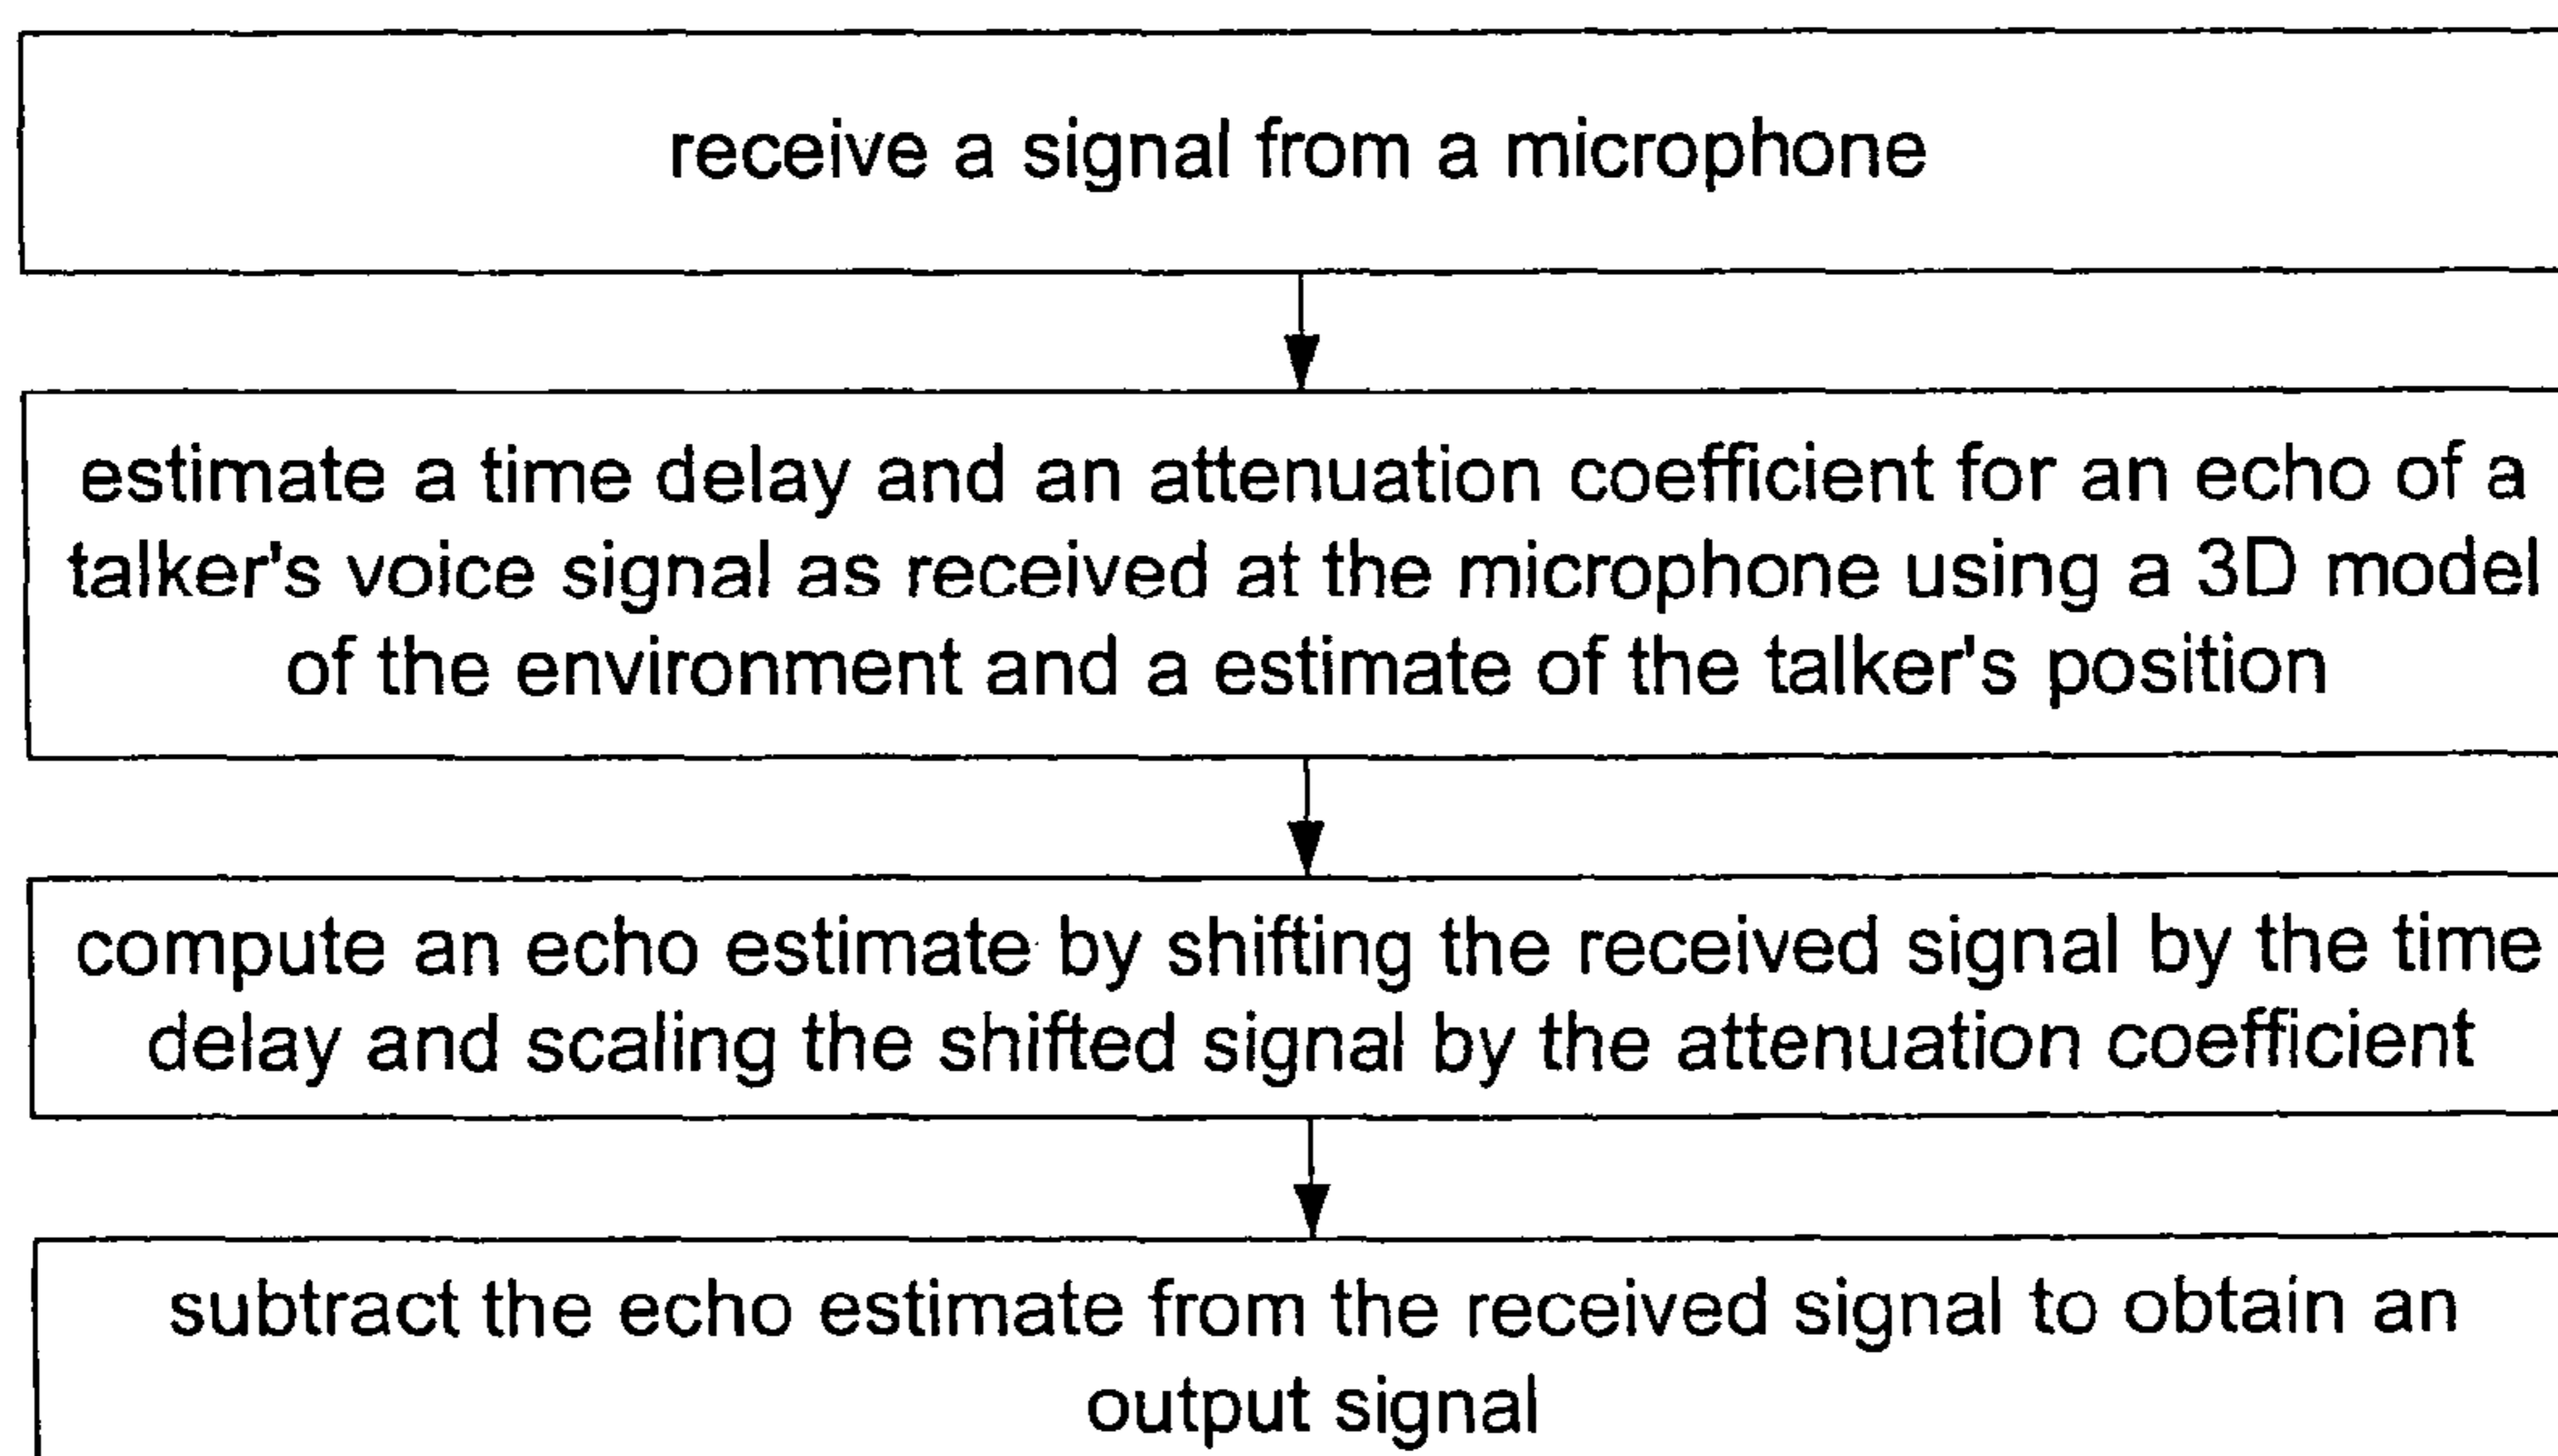 receive a signal from a microphone
estimate a time delay and an attenuation coefficient for an echo of a
talker's voice signal as received at the microphone using a 3D model
of the environment and a estimate of the talker's position
compute an echo estimate by shifting the received signal by the time
delay and scaling the shifted signal by the attenuation coefficient
subtract the echo estimate from the received signal to obtain an
output signal